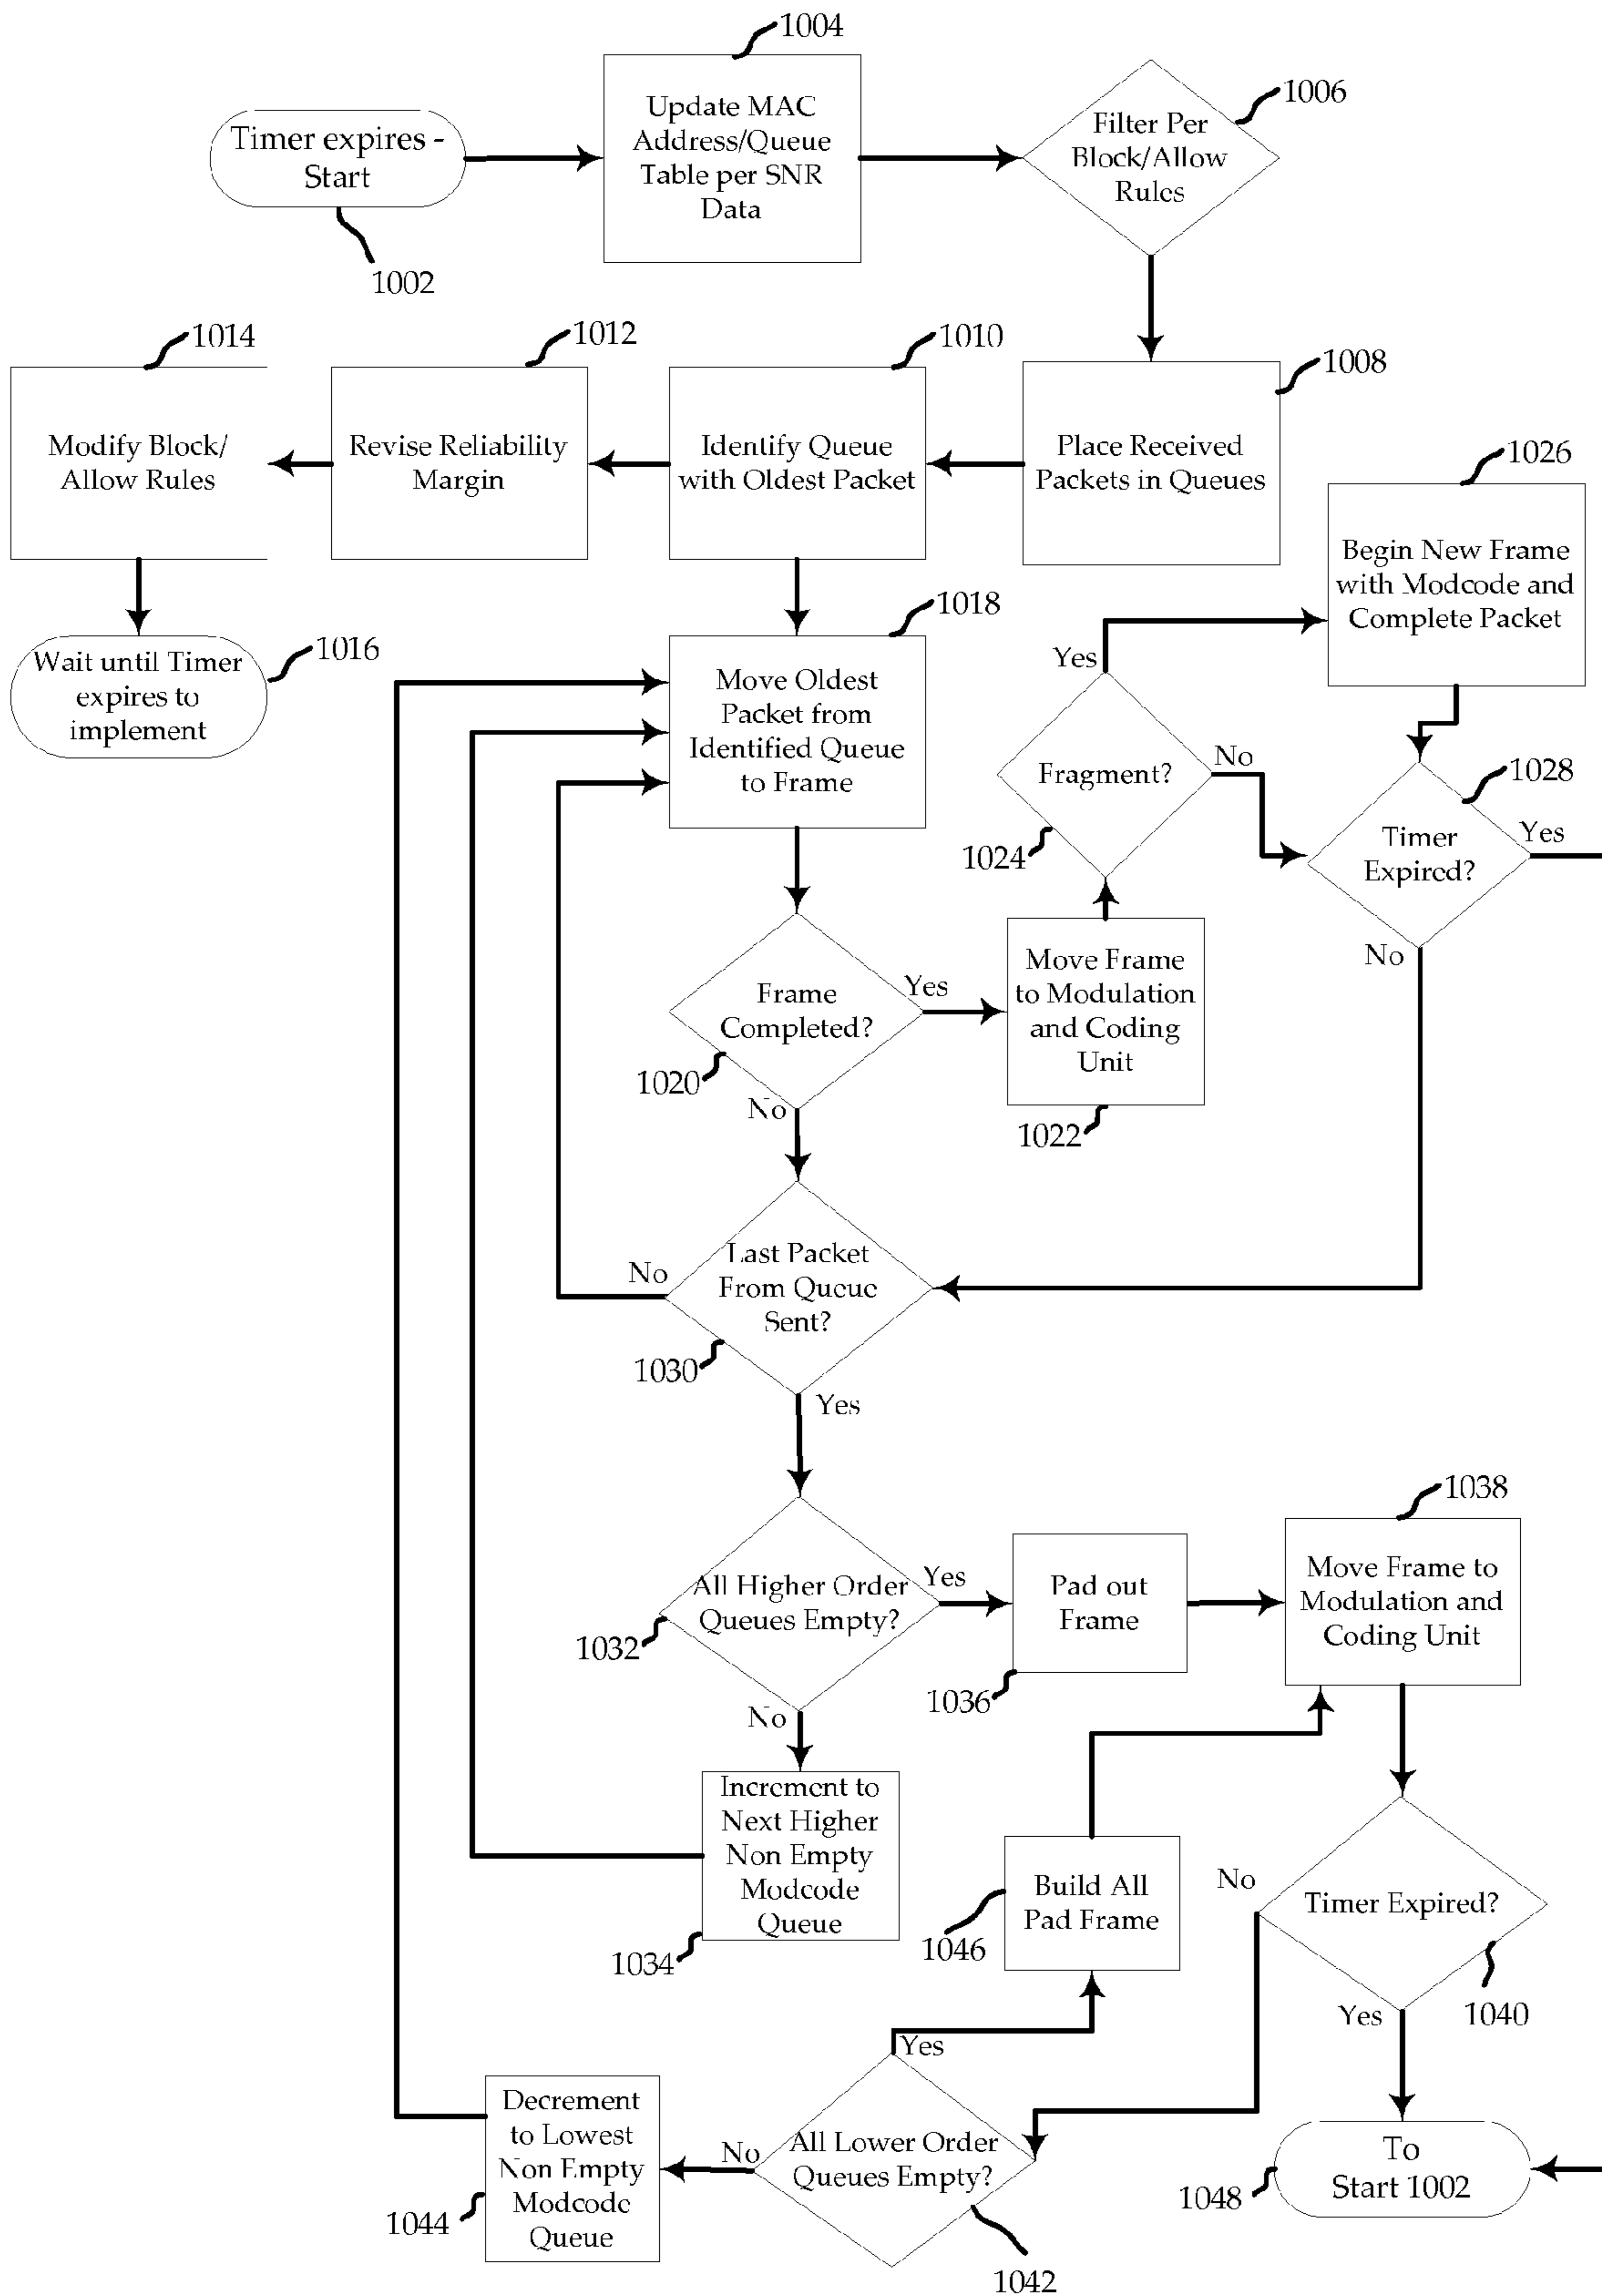 1004
Update MAC
Address/Queue
Table per SNR
Data
1006
Filter Per
Block/Allow
Rules
Timer expires -
Start
1002
1014
Modify Block/
Allow Rules
1012
Revise Reliability
Margin
1010
Identify Queue
with Oldest Packet
1008
Place Received
Packets in Queues
1026
Begin New Frame
with Modcode and
Complete Packet
1016
Wait until Timer
expires to
implement
1018
Move Oldest
Packet from
Identified Queue
to Frame
Yes
Fragment?
No
1024
1028
Timer
Expired?
Yes
No
Frame
Completed?
Yes
1020
No
Move Frame
to Modulation
and Coding
Unit
1022
Last Packet
From Queue
Sent?
No
1030
Yes
All Higher Order
Queues Empty?
Yes
1032
No
Pad out
Frame
1036
1038
Move Frame to
Modulation and
Coding Unit
Increment to
Next Higher
Non Empty
Modcode
Queue
1034
Build All
Pad Frame
1046
No
Timer Expired?
1040
Yes
Yes
All Lower Order
Queues Empty?
No
1042
Decrement
to Lowest
Non Empty
Modcode
Queue
1044
To
Start 1002
1048